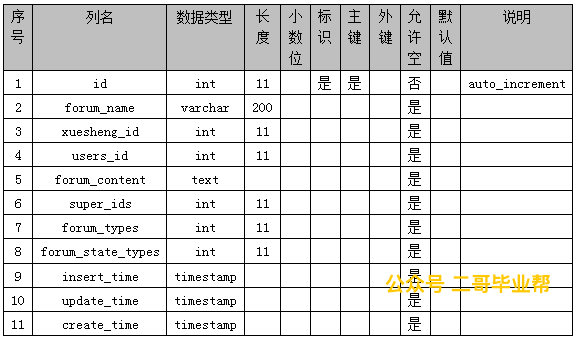 序号 列名 数据类型 长度 小数位 标识 主键 外键 允许空 默认值 说明
1 id int 11 是 是 否 auto_increment
2 forum_name varchar 200 是
3 xuesheng_id int 11 是
4 users_id int 11 是
5 forum_content text 是
6 super_ids int 11 是
7 forum_types int 11 是
8 forum_state_types int 11 是
9 insert_time timestamp 是
公众号 二哥毕业帮
10 update_time timestamp 是
11 create_time timestamp 是